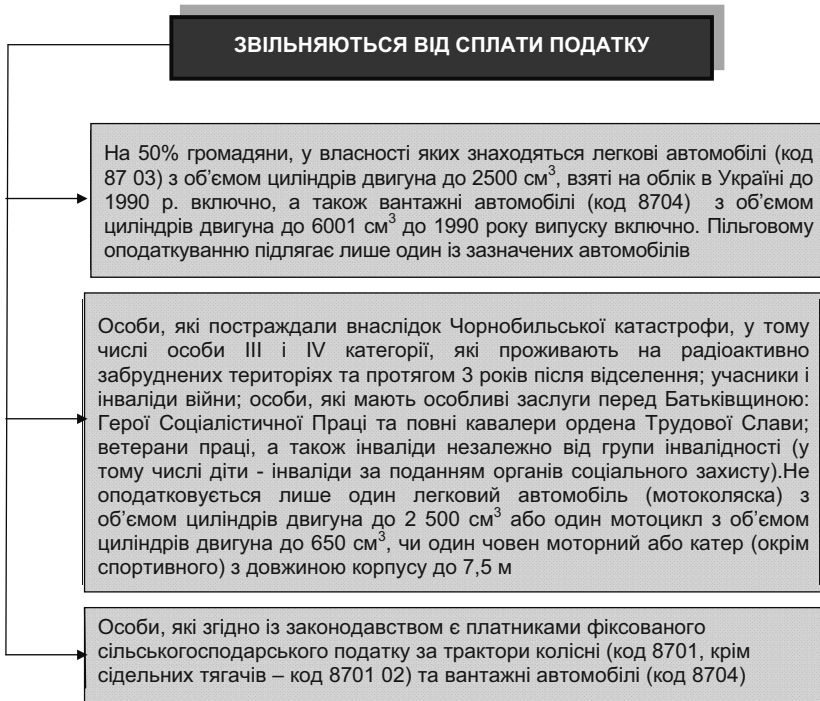 ЗВІЛЬНЯЮТЬСЯ ВІД СПЛАТИ ПОДАТКУ
На 50% громадяни, у власності яких знаходяться легкові автомобілі (код
87 03) з об’ємом циліндрів двигуна до 2500 см³, взяті на облік в Україні до
1990 р. включно, а також вантажні автомобілі (код 8704) з об’ємом
циліндрів двигуна до 6001 см³ до 1990 року випуску включно. Пільговому
оподаткуванню підлягає лише один із зазначених автомобілів
Особи, які постраждали внаслідок Чорнобильської катастрофи, у тому
числі особи III і IV категорії, які проживають на радіоактивно
забруднених територіях та протягом 3 років після відселення; учасники і
інваліди війни; особи, які мають особливі заслуги перед Батьківщиною:
Герої Соціалістичної Праці та повні кавалери ордена Трудової Слави;
ветерани праці, а також інваліди незалежно від групи інвалідності (у
тому числі діти - інваліди за поданням органів соціального захисту).Не
оподатковується лише один легковий автомобіль (мотоколяска) з
об’ємом циліндрів двигуна до 2 500 см³ або один мотоцикл з об’ємом
циліндрів двигуна до 650 см³, чи один човен моторний або катер (окрім
спортивного) з довжиною корпусу до 7,5 м
Особи, які згідно із законодавством є платниками фіксованого
сільськогосподарського податку за трактори колісні (код 8701, крім
сідельних тягачів – код 8701 02) та вантажні автомобілі (код 8704)